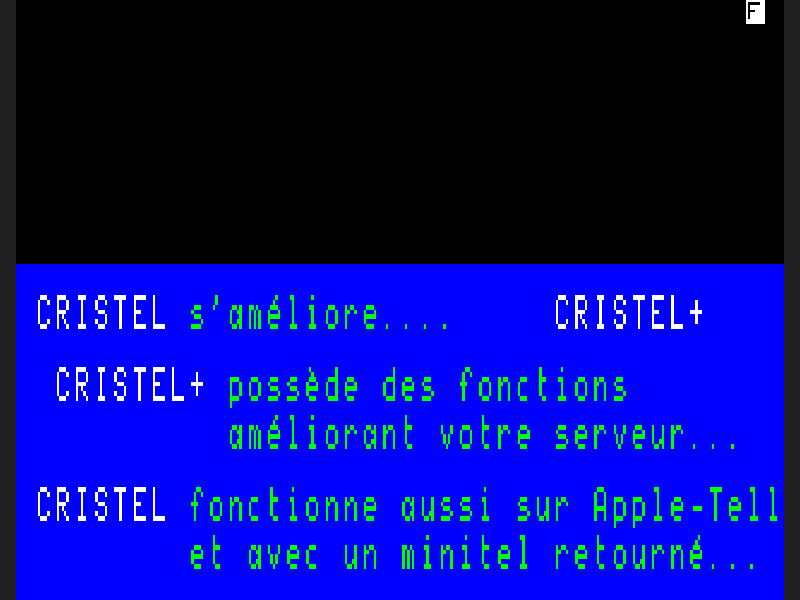 F
CRISTEL s'améliore.... CRISTEL+
CRISTEL+ possède des fonctions
améliorant votre serveur...
CRISTEL fonctionne aussi sur Apple-Tell
et avec un minitel retourné...